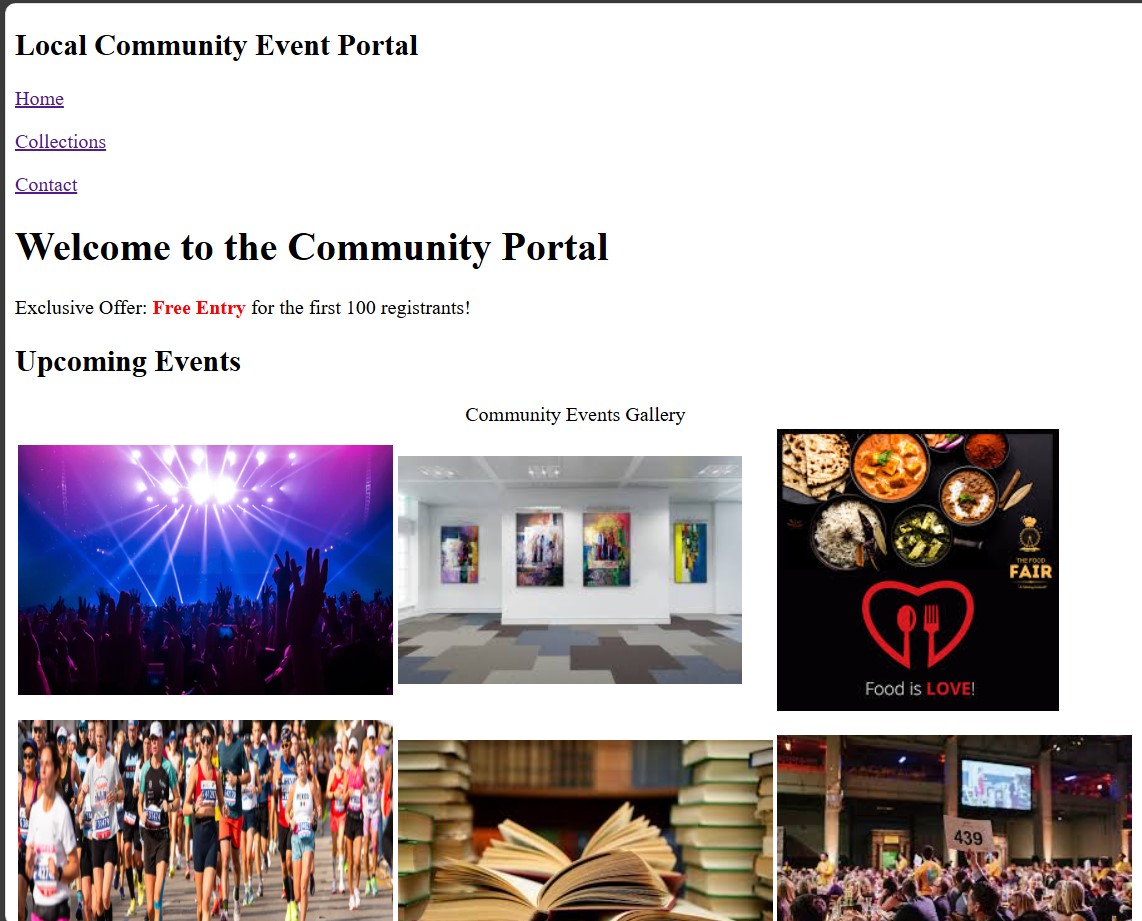 Local Community Event Portal
Home
Collections
Contact
Welcome to the Community Portal
Exclusive Offer: Free Entry for the first 100 registrants!
Upcoming Events
Community Events Gallery
THE FOOD
FAIR
Food is LOVE!
439